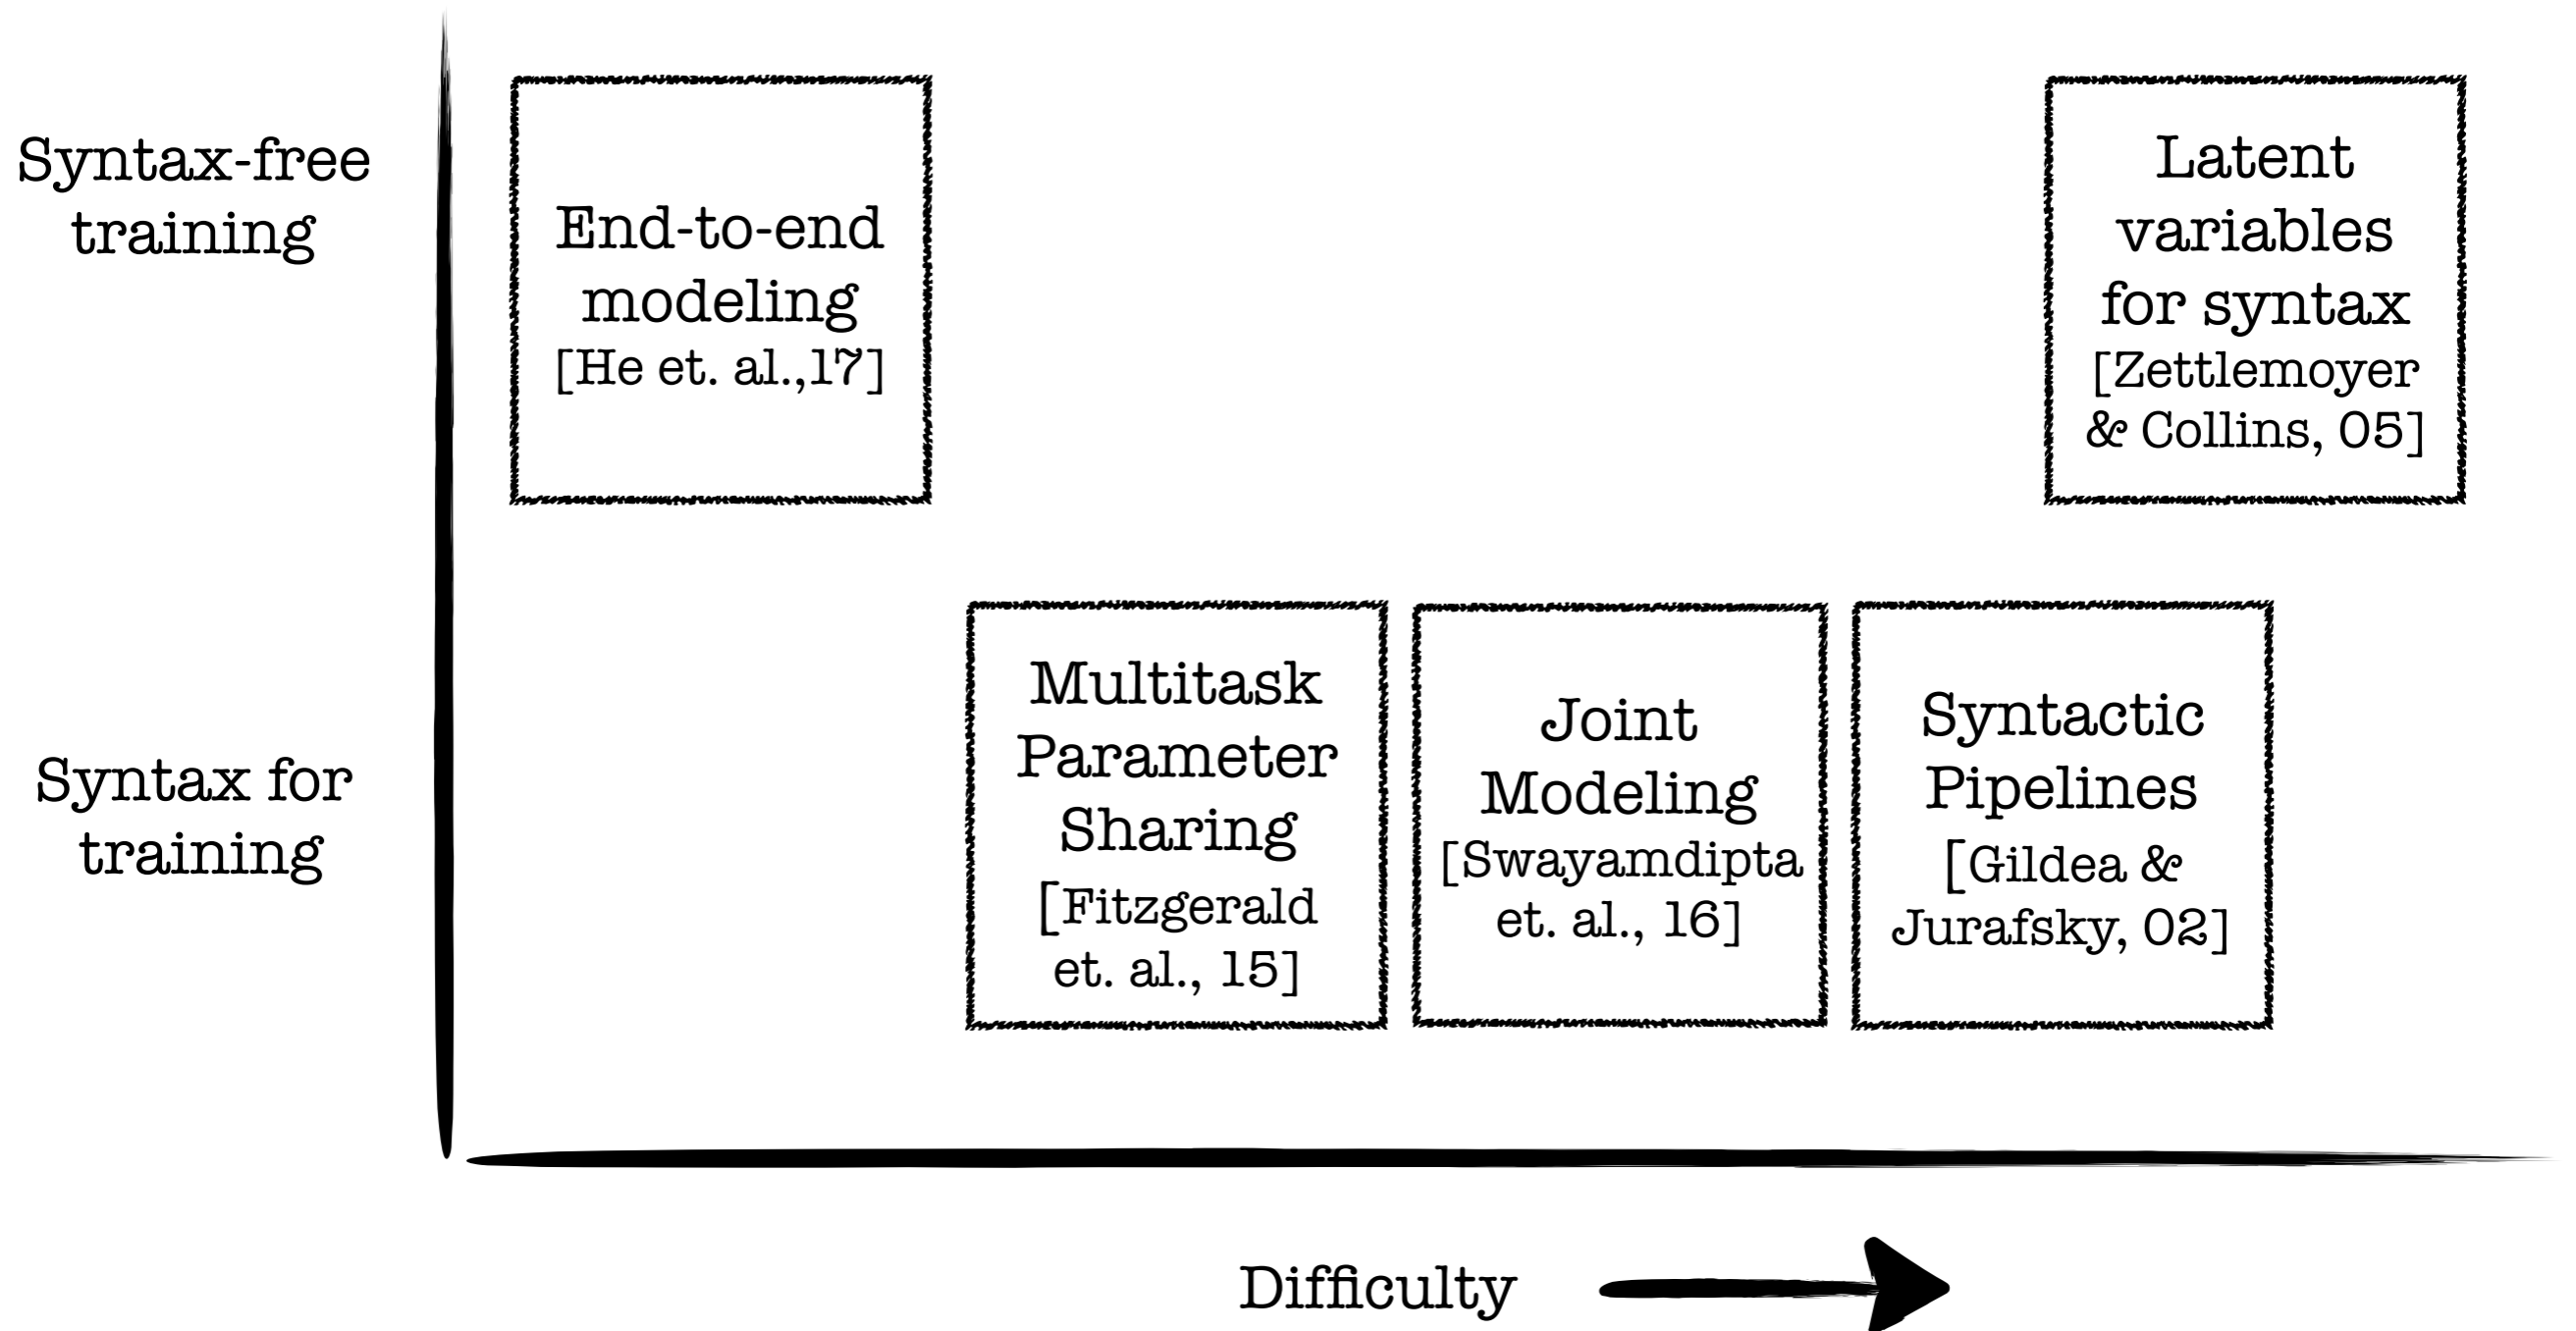 Syntax-free
training
End-to-end
modeling
[He et. al.,17]
Latent
variables
for syntax
[Zettlemoyer
& Collins, 05]
Syntax for
training
Multitask
Parameter
Sharing
[Fitzgerald
et. al., 15]
Joint
Modeling
[Swayamdipta
et. al., 16]
Syntactic
Pipelines
[Gildea &
Jurafsky, 02]
Difficulty